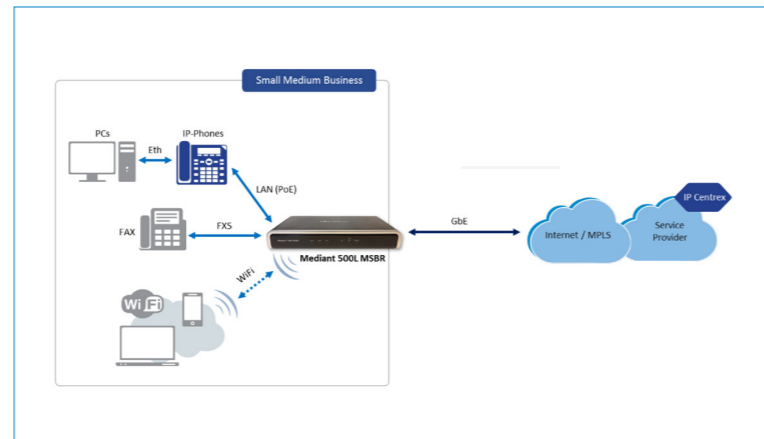 Small Medium Business
PCs
IP-Phones
Eth
LAN (PoE)
IP Centrex
GbE
Internet / MPLS
Service
Provider
FAX
FXS
Mediant 500L MSBR
WiFi
Wi Fi